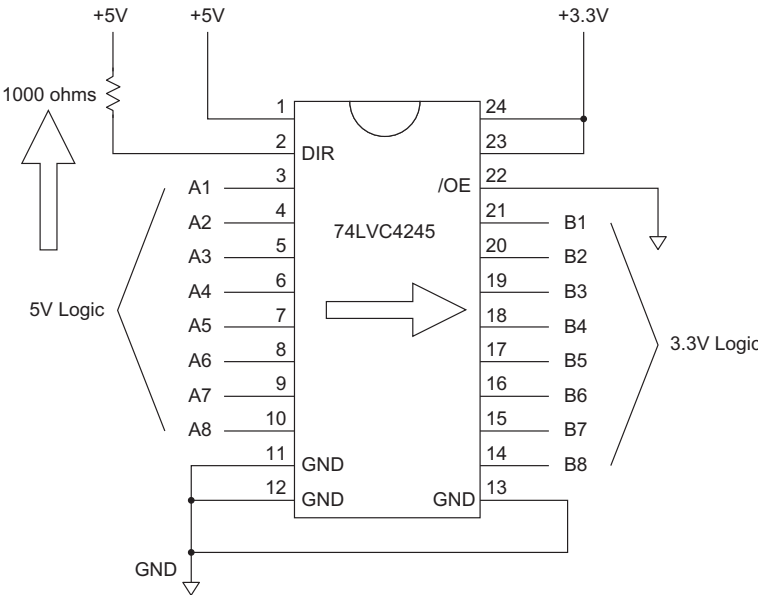 +5V
+5V
+3.3V
1000 ohms
1
24
2
DIR
23
A1
3
/OE
22
A2
4
21
B1
74LVC4245
A3
5
20
B2
A4
6
19
B3
5V Logic
A5
7
18
B4
3.3V Logic
A6
8
17
B5
A7
9
16
B6
A8
10
15
B7
11
GND
14
B8
12
GND
GND
13
GND